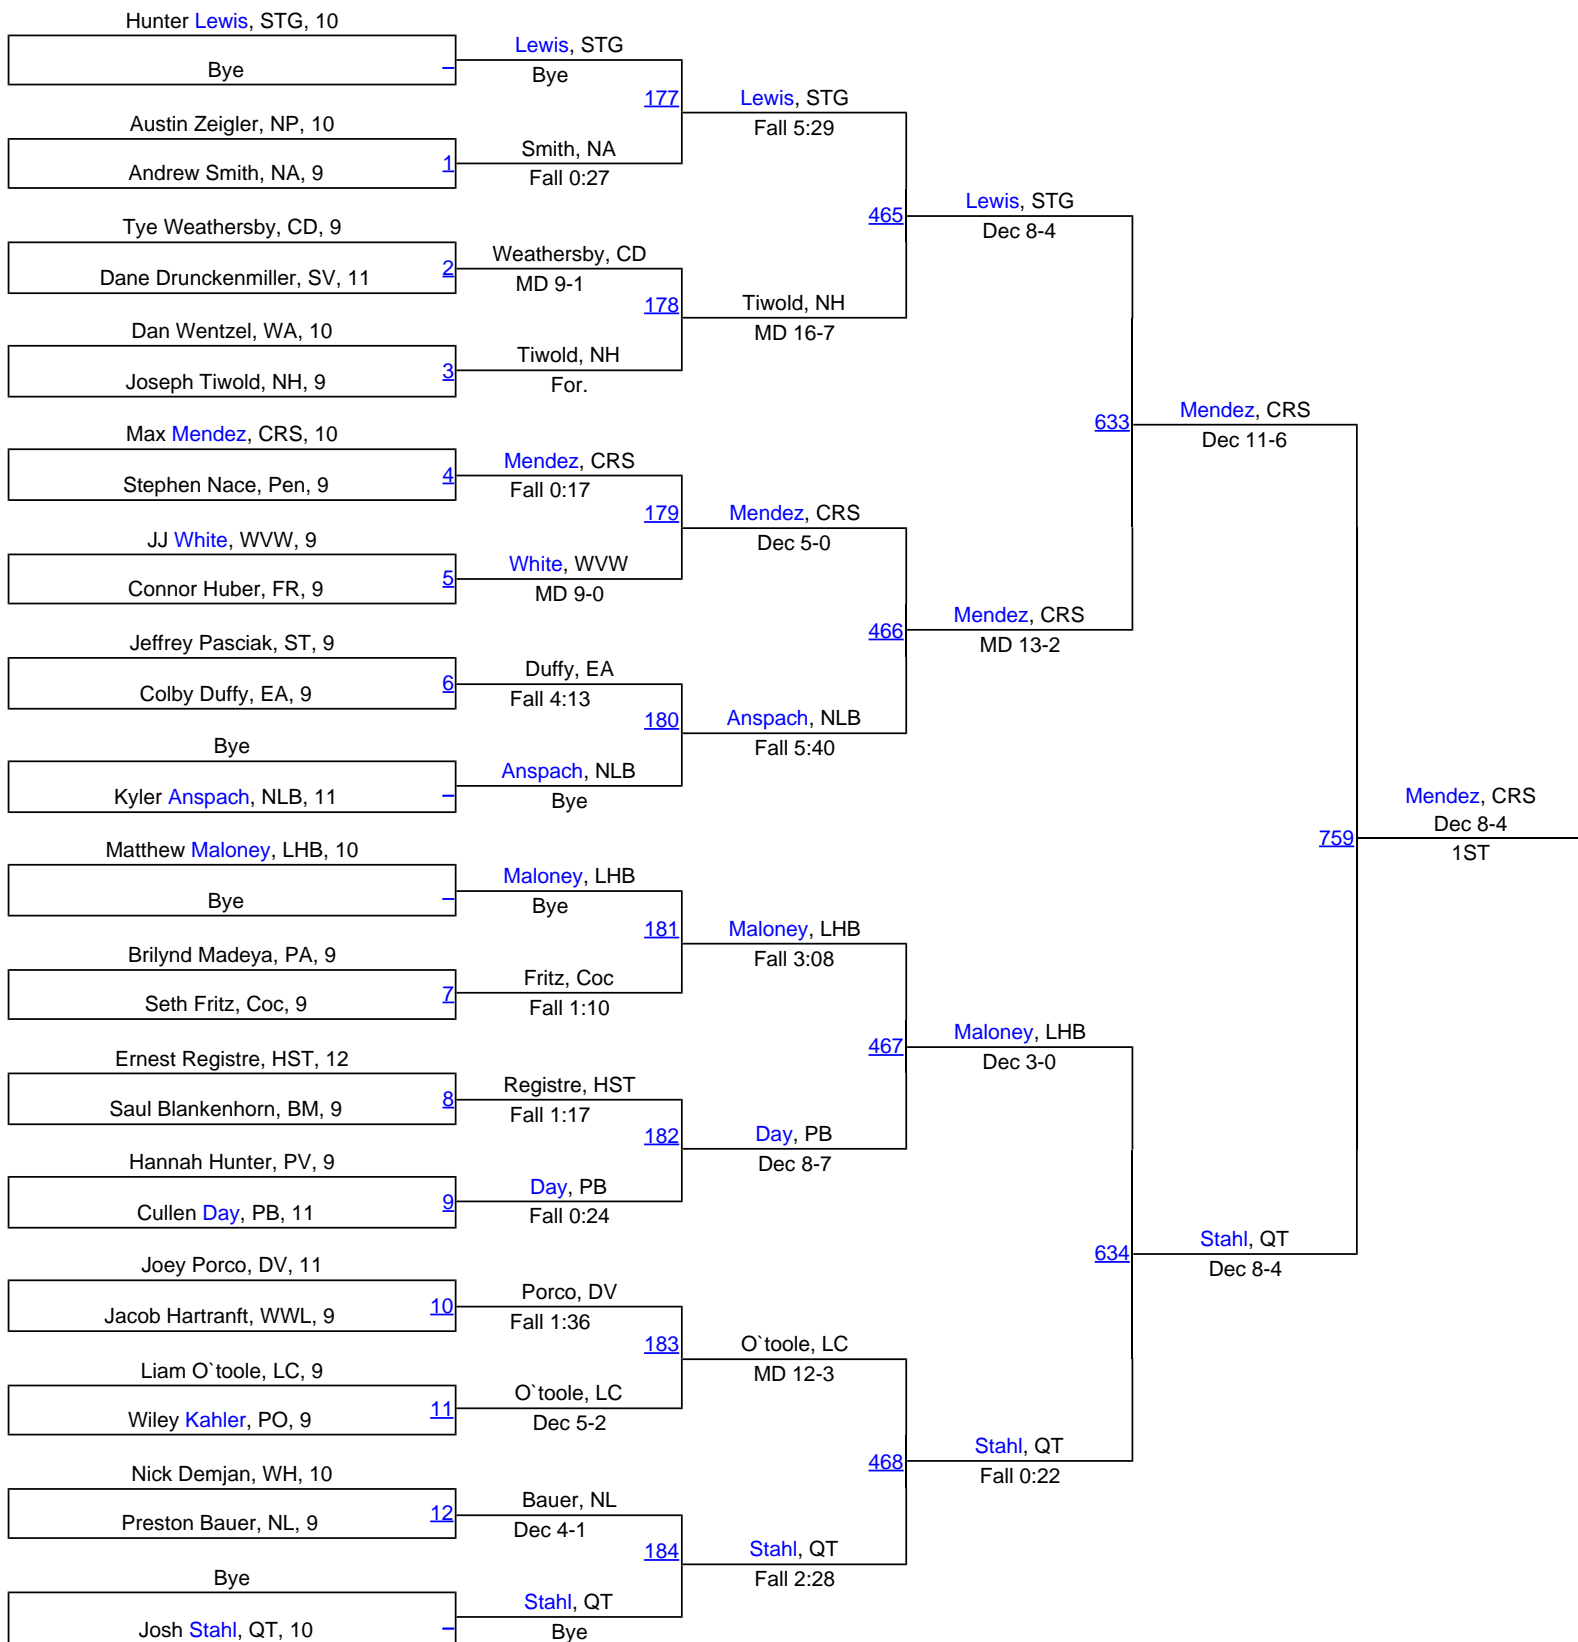 Hunter Lewis, STG, 10
Bye
–
Austin Zeigler, NP, 10
Andrew Smith, NA, 9
1
Tye Weathersby, CD, 9
Dane Drunckenmiller, SV, 11
2
Dan Wentzel, WA, 10
Joseph Tiwold, NH, 9
3
Max Mendez, CRS, 10
Stephen Nace, Pen, 9
4
JJ White, WVW, 9
Connor Huber, FR, 9
5
Jeffrey Pasciak, ST, 9
Colby Duffy, EA, 9
6
Bye
Kyler Anspach, NLB, 11
–
Matthew Maloney, LHB, 10
Bye
–
Brilynd Madeya, PA, 9
Seth Fritz, Coc, 9
7
Ernest Registre, HST, 12
Saul Blankenhorn, BM, 9
8
Hannah Hunter, PV, 9
Cullen Day, PB, 11
9
Joey Porco, DV, 11
Jacob Hartranft, WWL, 9
10
Liam O`toole, LC, 9
Wiley Kahler, PO, 9
11
Nick Demjan, WH, 10
Preston Bauer, NL, 9
12
Bye
Josh Stahl, QT, 10
–
Lewis, STG
Bye
177
Smith, NA
Fall 0:27
Weathersby, CD
MD 9-1
178
Tiwold, NH
For.
Mendez, CRS
Fall 0:17
179
White, WVW
MD 9-0
Duffy, EA
Fall 4:13
180
Anspach, NLB
Bye
Maloney, LHB
Bye
181
Fritz, Coc
Fall 1:10
Registre, HST
Fall 1:17
182
Day, PB
Fall 0:24
Porco, DV
Fall 1:36
183
O`toole, LC
Dec 5-2
Bauer, NL
Dec 4-1
184
Stahl, QT
Bye
Lewis, STG
Fall 5:29
465
Tiwold, NH
MD 16-7
Mendez, CRS
Dec 5-0
466
Anspach, NLB
Fall 5:40
Maloney, LHB
Fall 3:08
467
Day, PB
Dec 8-7
O`toole, LC
MD 12-3
468
Stahl, QT
Fall 2:28
Lewis, STG
Dec 8-4
633
Mendez, CRS
MD 13-2
Maloney, LHB
Dec 3-0
634
Stahl, QT
Fall 0:22
Mendez, CRS
Dec 11-6
759
Stahl, QT
Dec 8-4
Mendez, CRS
Dec 8-4
1ST